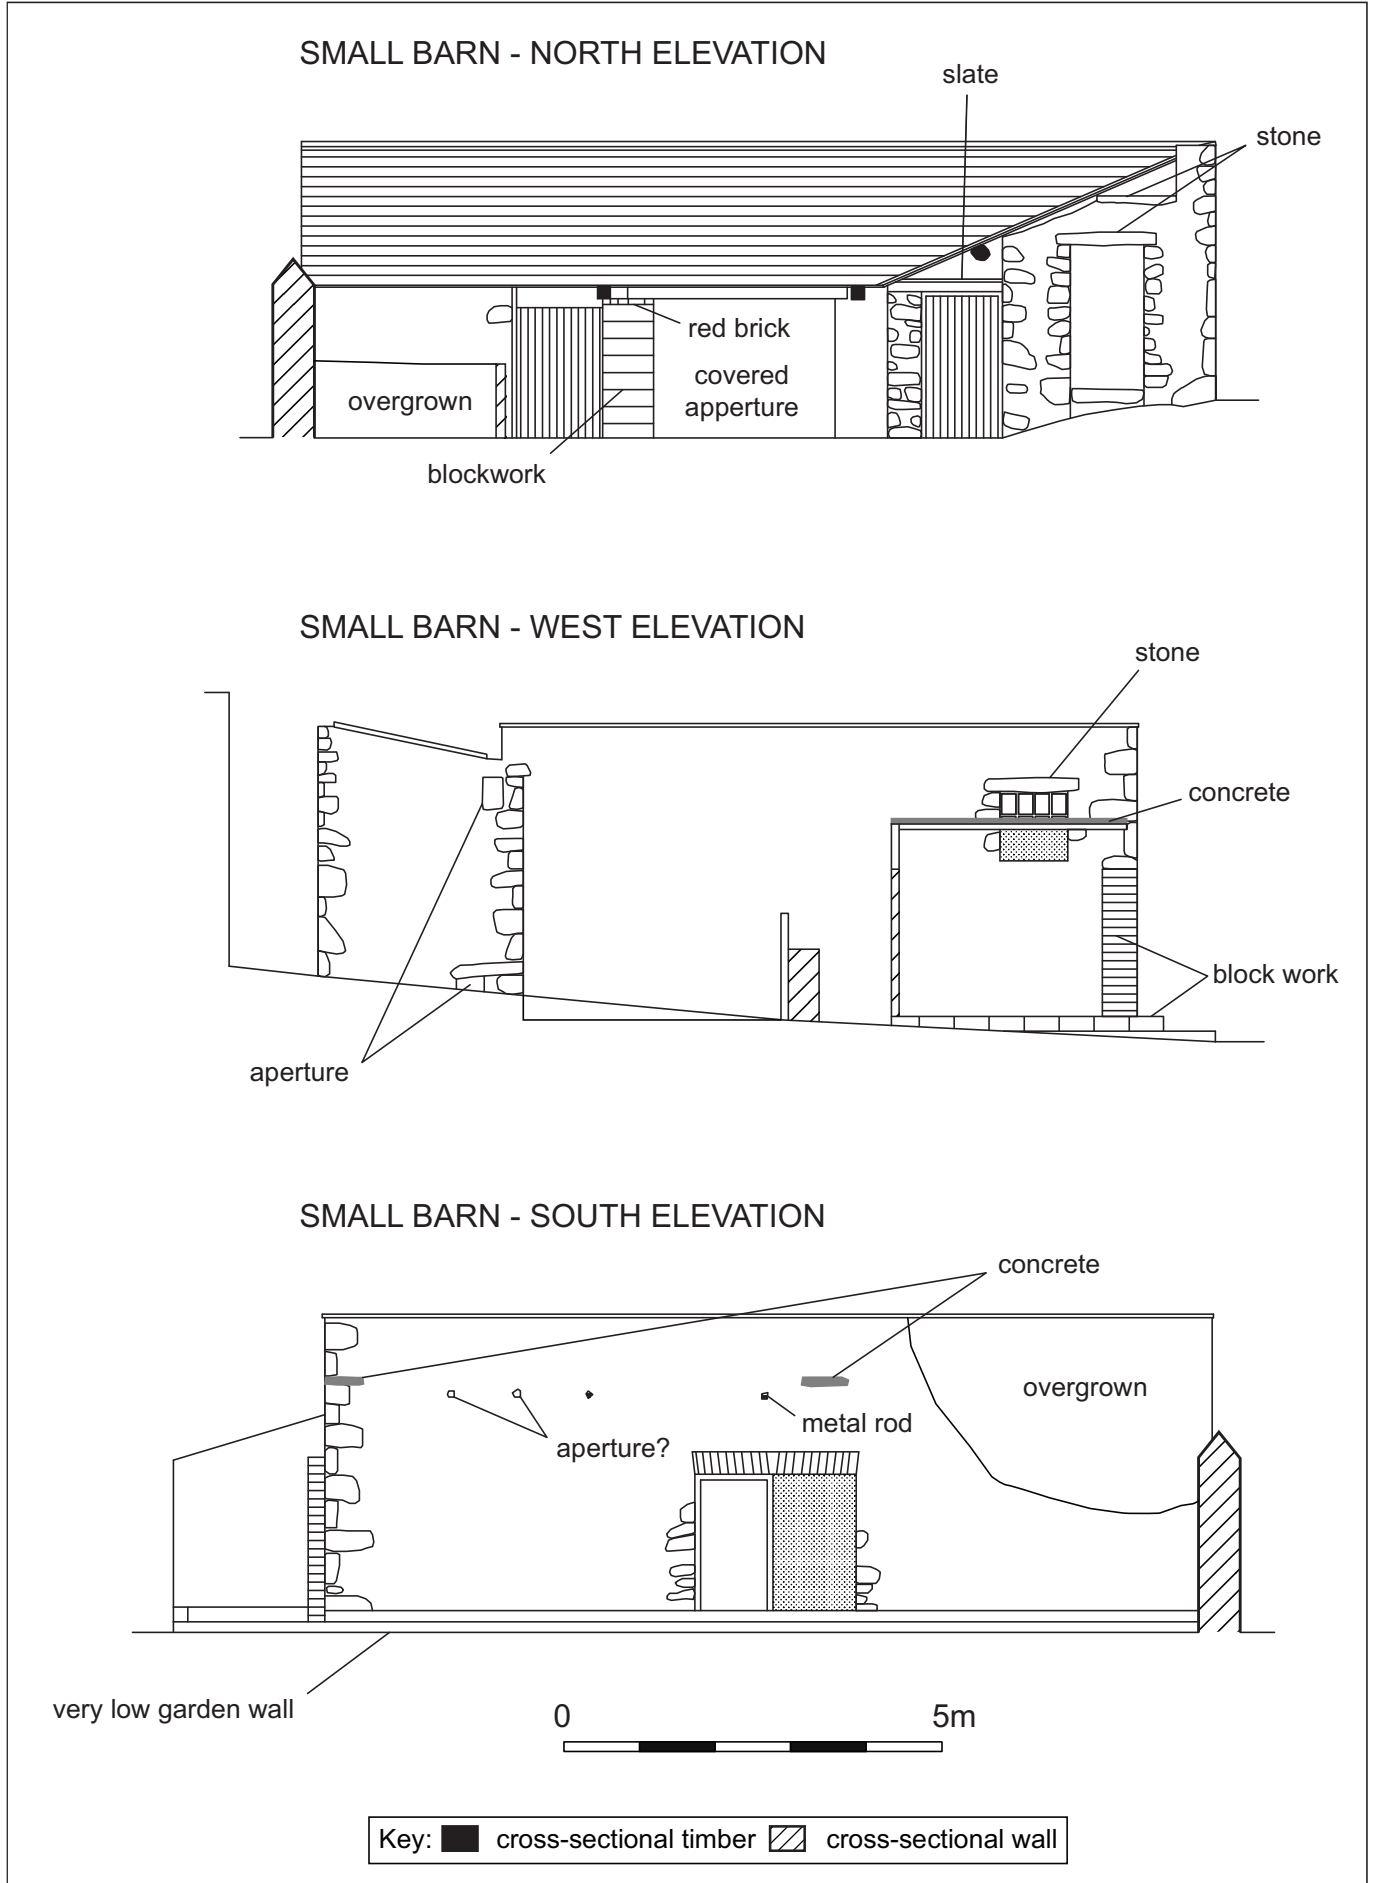 SMALL BARN - NORTH ELEVATION
slate
stone
red brick
covered
apperture
overgrown
blockwork
SMALL BARN - WEST ELEVATION
stone
concrete
block work
aperture
SMALL BARN - SOUTH ELEVATION
concrete
overgrown
metal rod
aperture?
very low garden wall
0 5m
Key: cross-sectional timber cross-sectional wall